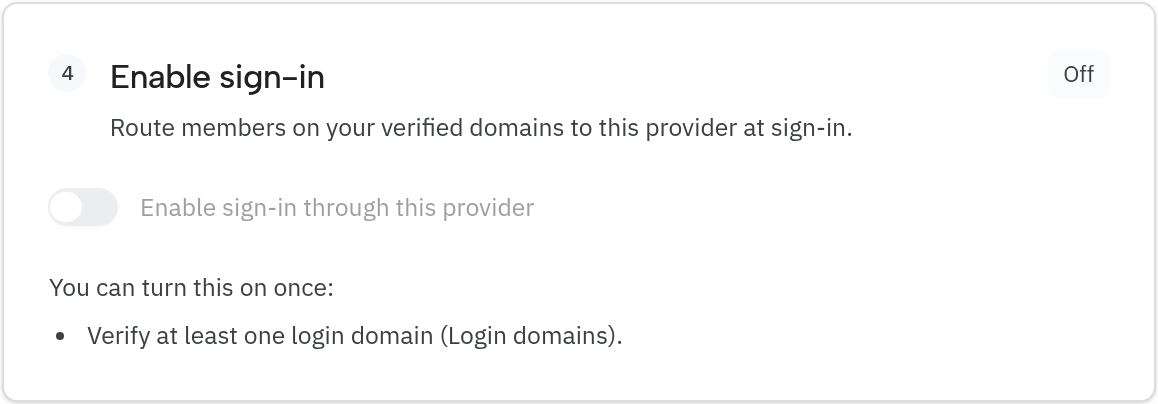 4
Enable sign-in
Off
Route members on your verified domains to this provider at sign-in.
Enable sign-in through this provider
You can turn this on once:
• Verify at least one login domain (Login domains).